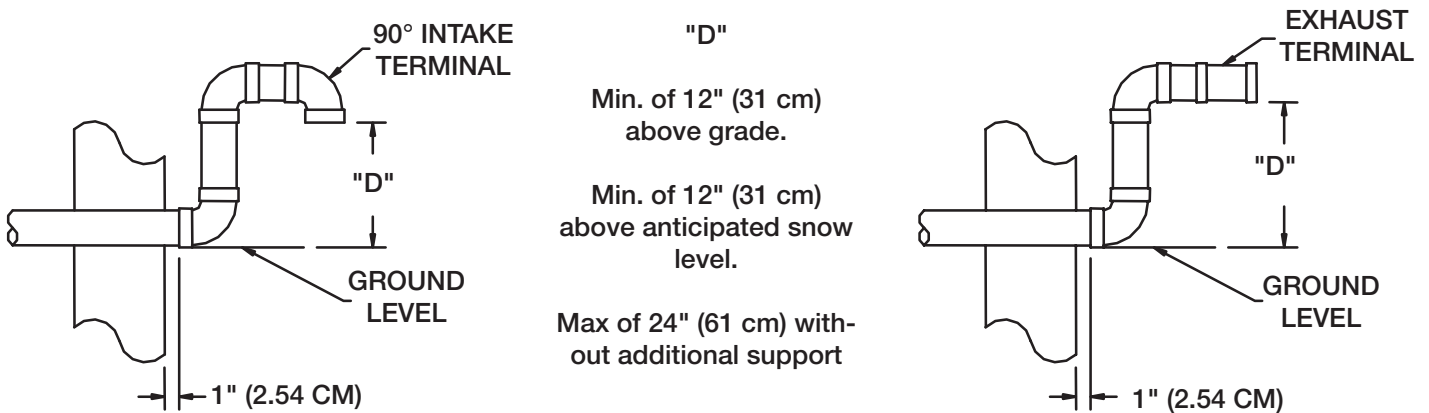 90° INTAKE
TERMINAL
"D"
GROUND
LEVEL
1" (2.54 CM)
"D"
Min. of 12" (31 cm)
above grade.
Min. of 12" (31 cm)
above anticipated snow
level.
Max of 24" (61 cm) with-
out additional support
EXHAUST
TERMINAL
"D"
GROUND
LEVEL
1" (2.54 CM)